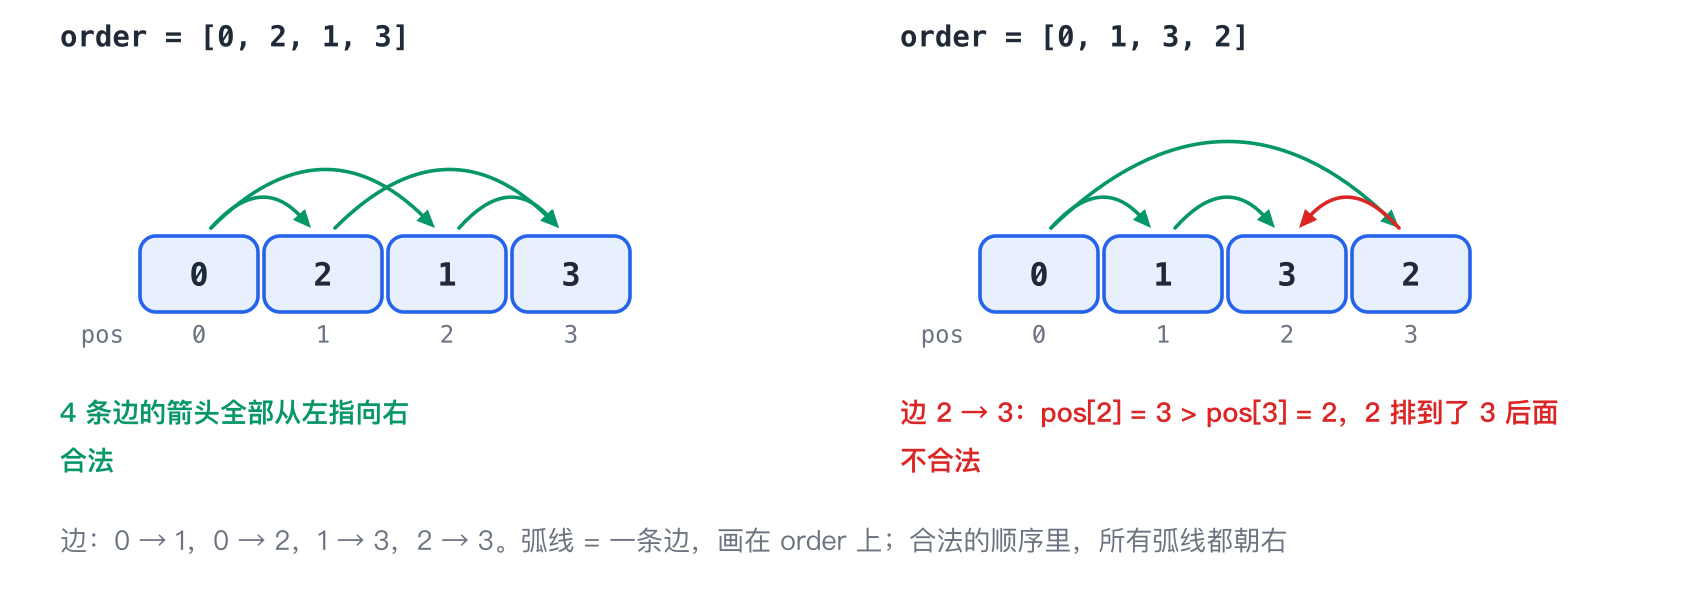 order = [0, 2, 1, 3]
0 2 1 3
pos 0 1 2 3
4 条边的箭头全部从左指向右
合法
order = [0, 1, 3, 2]
0 1 3 2
pos 0 1 2 3
边 2 → 3：pos[2] = 3 > pos[3] = 2，2 排到了 3 后面
不合法
边：0 → 1，0 → 2，1 → 3，2 → 3。弧线 = 一条边，画在 order 上；合法的顺序里，所有弧线都朝右